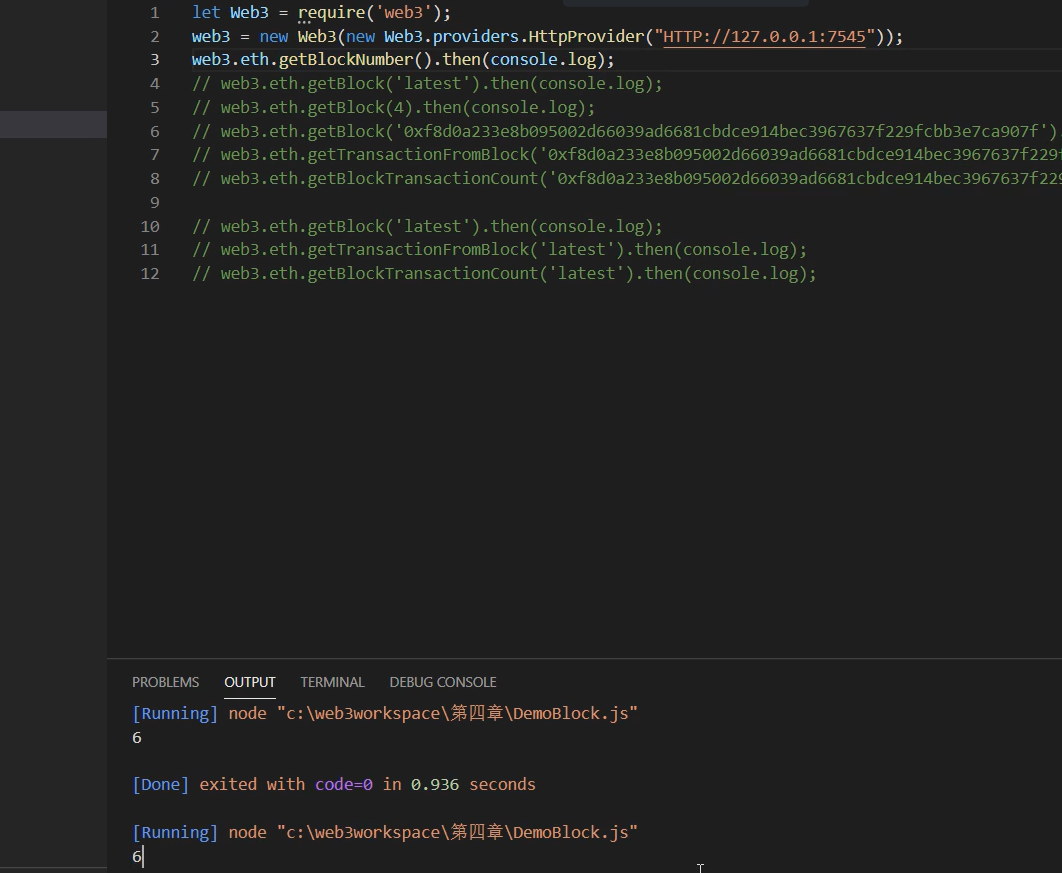 1 let Web3 = require('web3');
2 web3 = new Web3(new Web3.providers.HttpProvider("HTTP://127.0.0.1:7545"));
3 web3.eth.getBlockNumber().then(console.log);
4 // web3.eth.getBlock('latest').then(console.log);
5 // web3.eth.getBlock(4).then(console.log);
6 // web3.eth.getBlock('0xf8d0a233e8b095002d66039ad6681cbdce914bec3967637f229fcbb3e7ca907f')
7 // web3.eth.getTransactionFromBlock('0xf8d0a233e8b095002d66039ad6681cbdce914bec3967637f229f
8 // web3.eth.getBlockTransactionCount('0xf8d0a233e8b095002d66039ad6681cbdce914bec3967637f229
9
10 // web3.eth.getBlock('latest').then(console.log);
11 // web3.eth.getTransactionFromBlock('latest').then(console.log);
12 // web3.eth.getBlockTransactionCount('latest').then(console.log);
PROBLEMS OUTPUT TERMINAL DEBUG CONSOLE
[Running] node "c:\web3workspace\第四章\DemoBlock.js"
6
[Done] exited with code=0 in 0.936 seconds
[Running] node "c:\web3workspace\第四章\DemoBlock.js"
6